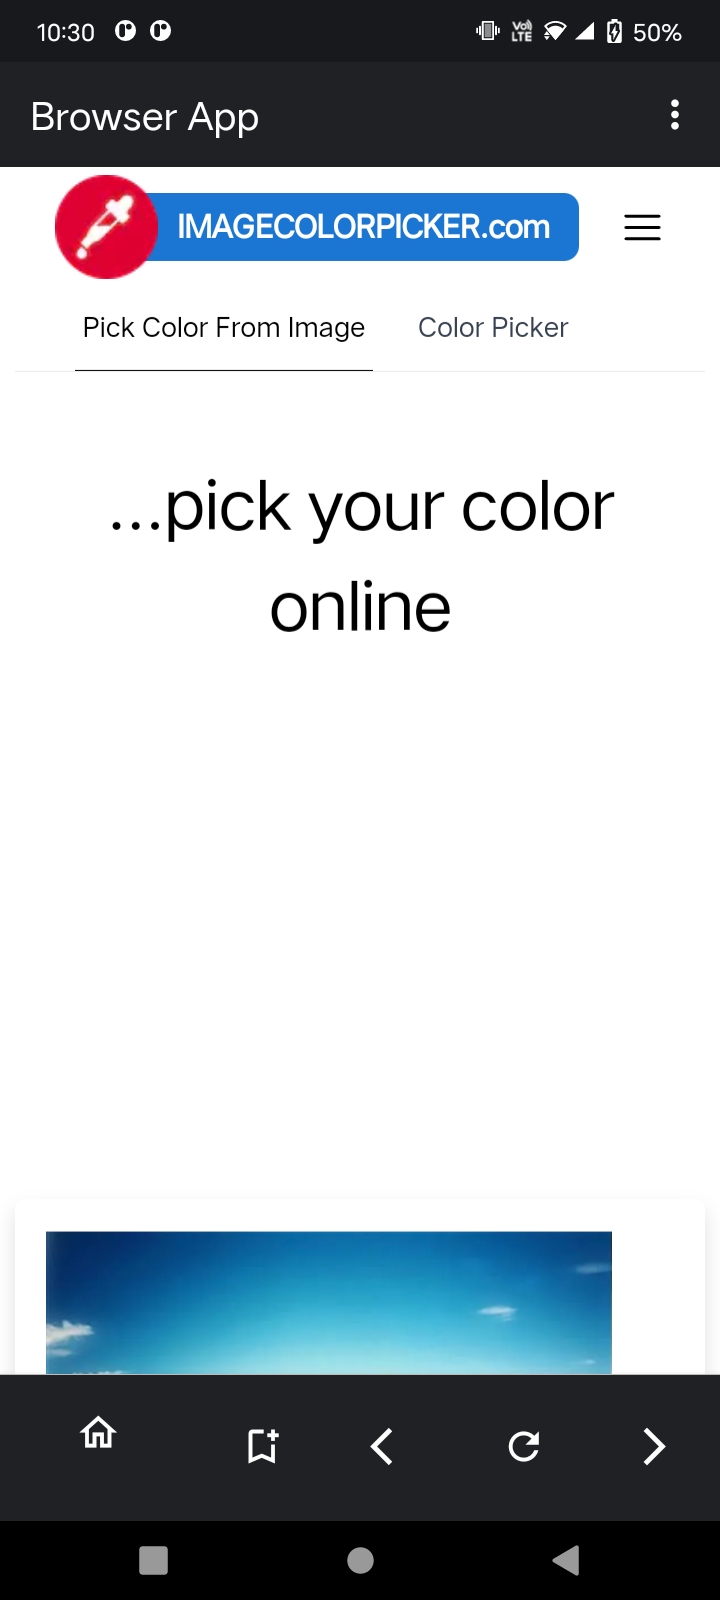 10:30
Vo) LTE
50%
Browser App
IMAGECOLORPICKER.com
Pick Color From Image
Color Picker
...pick your color
online